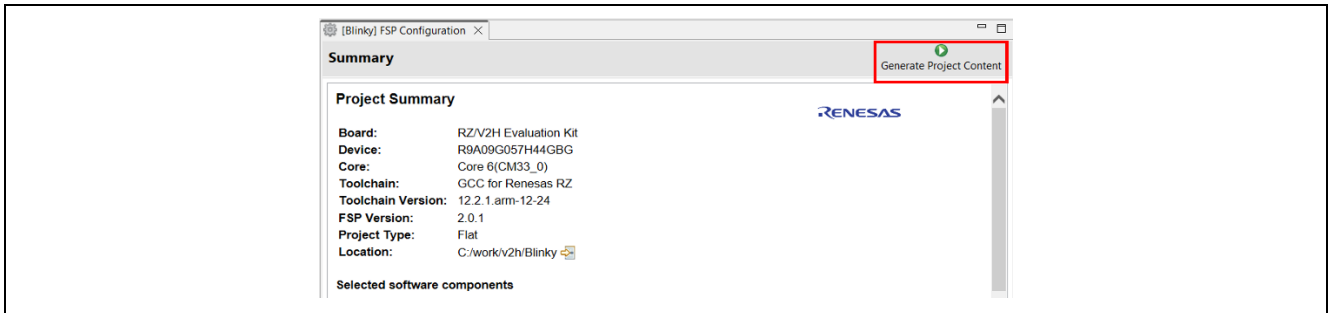 [Blinky] FSP Configuration
Summary
Generate Project Content
Project Summary
RENESAS
Board: RZ/V2H Evaluation Kit
Device: R9A09G057H44GBG
Core: Core 6(CM33_0)
Toolchain: GCC for Renesas RZ
Toolchain Version: 12.2.1.arm-12-24
FSP Version: 2.0.1
Project Type: Flat
Location: C:/work/v2h/Blinky
Selected software components